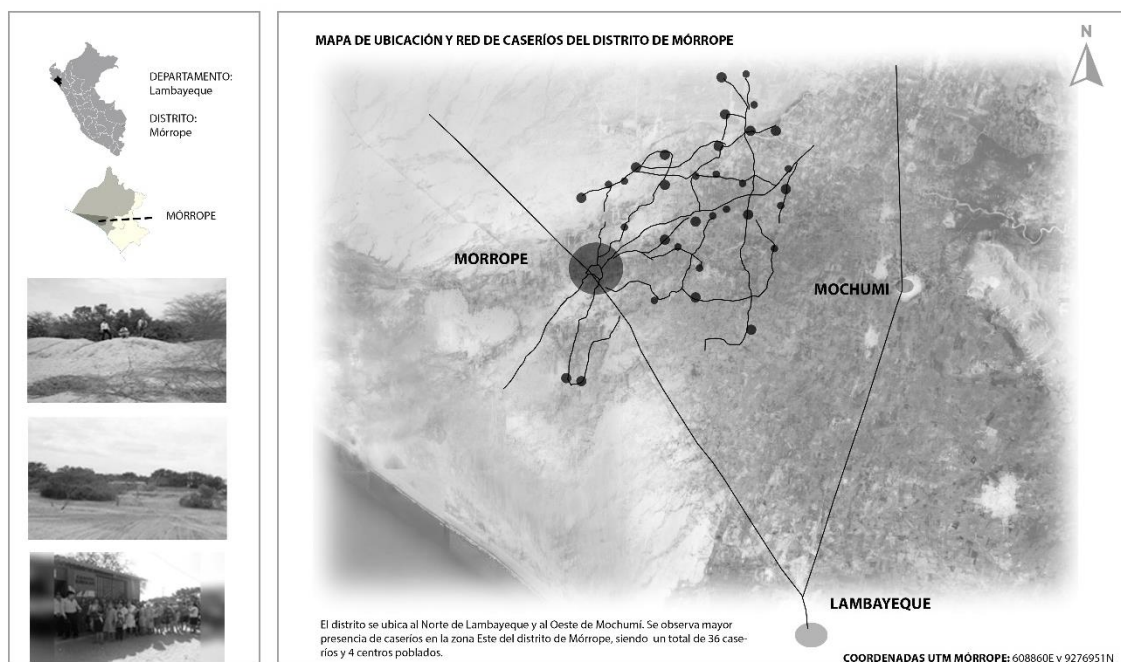 DEPARTAMENTO:
Lambayeque
DISTRITO:
Mórrope
MÓRROPE
MAPA DE UBICACIÓN Y RED DE CASERÍOS DEL DISTRITO DE MÓRROPE
N
MÓRROPE
MOCHUMI
LAMBAYEQUE
El distrito se ubica al Norte de Lambayeque y al Oeste de Mochumí. Se observa mayor
presencia de caseríos en la zona Este del distrito de Mórrope, siendo un total de 36 case-
ríos y 4 centros poblados.
COORDENADAS UTM MÓRROPE: 608860E y 9276951N